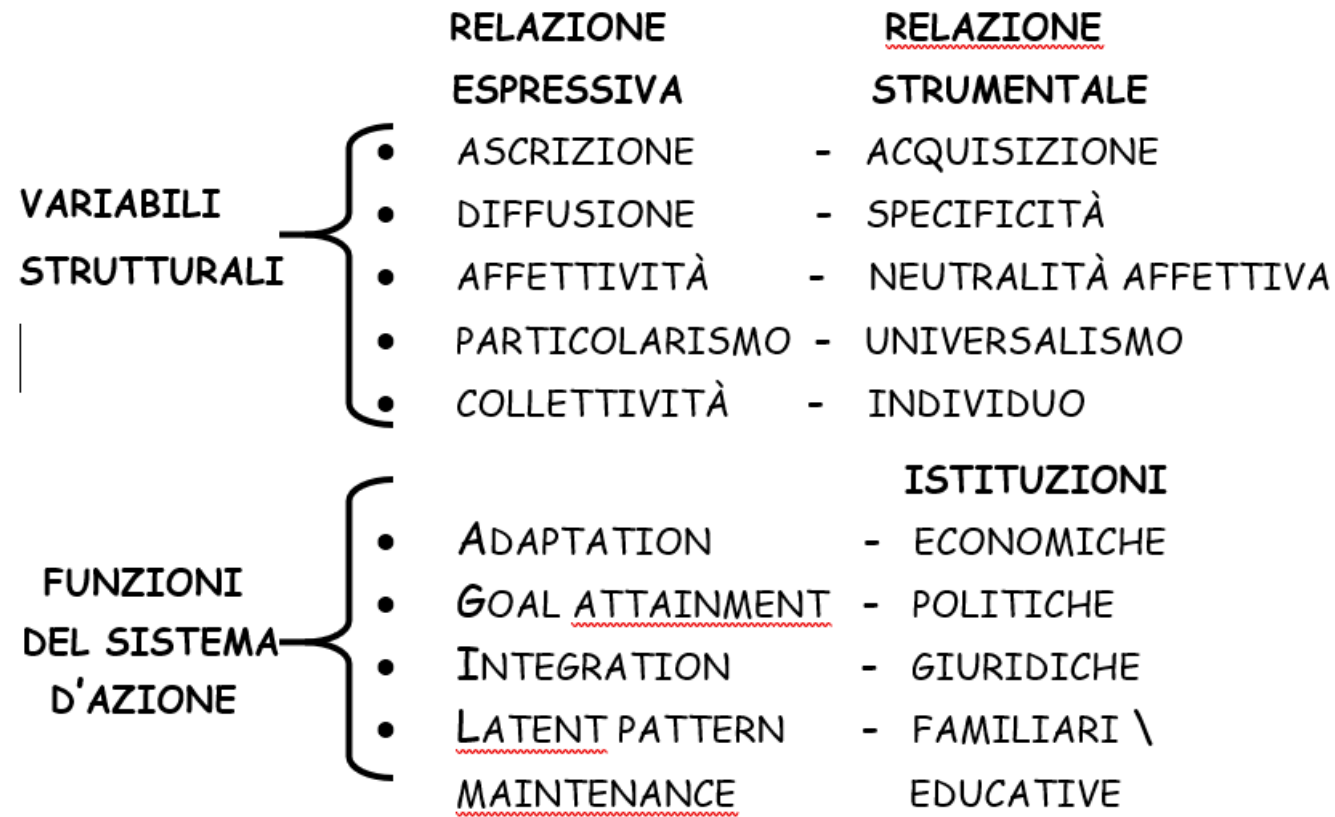 RELAZIONE RELAZIONE
ESPRESSIVA STRUMENTALE
VARIABILI
STRUTTURALI
• ASCRIZIONE - ACQUISIZIONE
• DIFFUSIONE - SPECIFICITÀ
• AFFETTIVITÀ - NEUTRALITÀ AFFETTIVA
• PARTICOLARISMO - UNIVERSALISMO
• COLLETTIVITÀ - INDIVIDUO
ISTITUZIONI
FUNZIONI
DEL SISTEMA
D'AZIONE
• ADAPTATION - ECONOMICHE
• GOAL ATTAINMENT - POLITICHE
• INTEGRATION - GIURIDICHE
• LATENT PATTERN - FAMILIARI \
MAINTENANCE EDUCATIVE